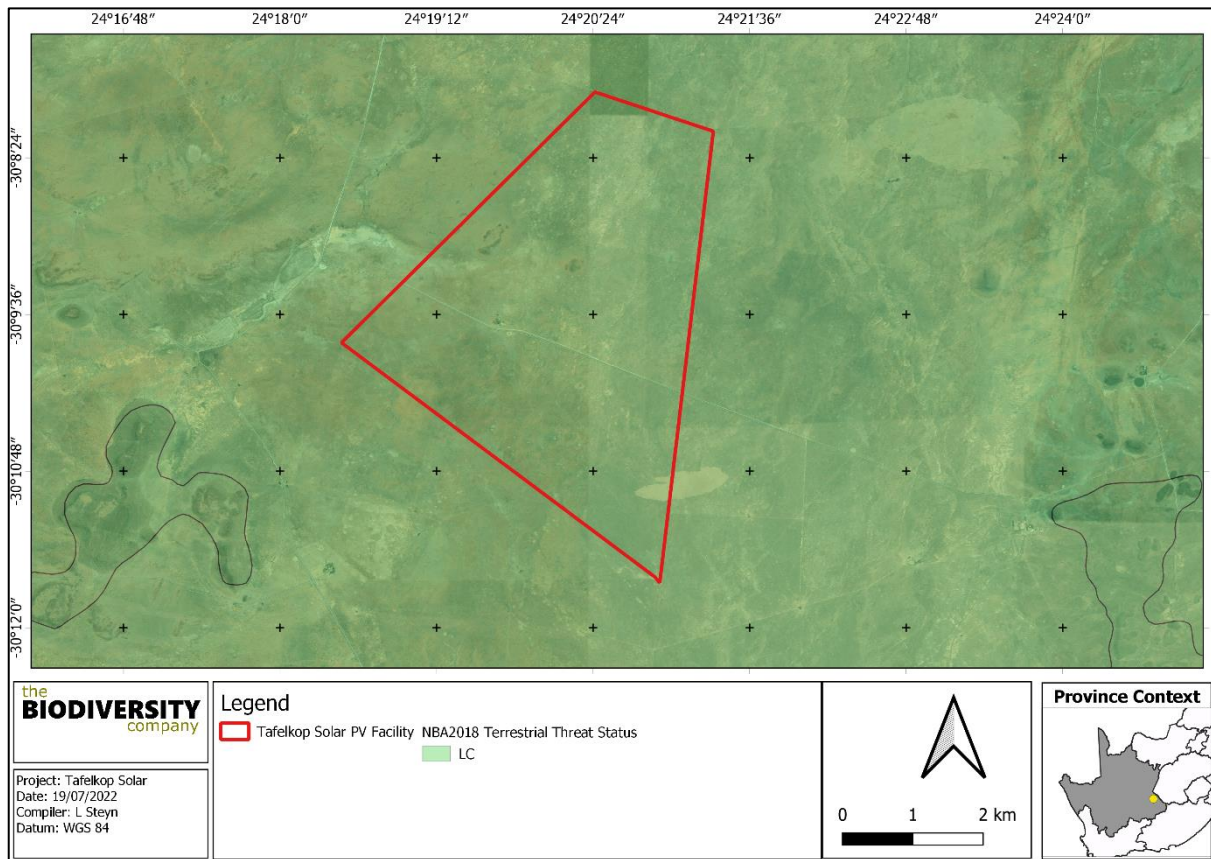 24°16′48″ 24°18′0″ 24°19′12″ 24°20′24″ 24°21′36″ 24°22′48″ 24°24′0″
-30°8′24″
-30°9′36″
-30°10′48″
-30°12′0″
the
BIODIVERSITY
company
Project: Tafelkop Solar
Date: 19/07/2022
Compiler: L Steyn
Datum: WGS 84
Legend
Tafelkop Solar PV Facility NBA2018 Terrestrial Threat Status
LC
0 1 2 km
Province Context